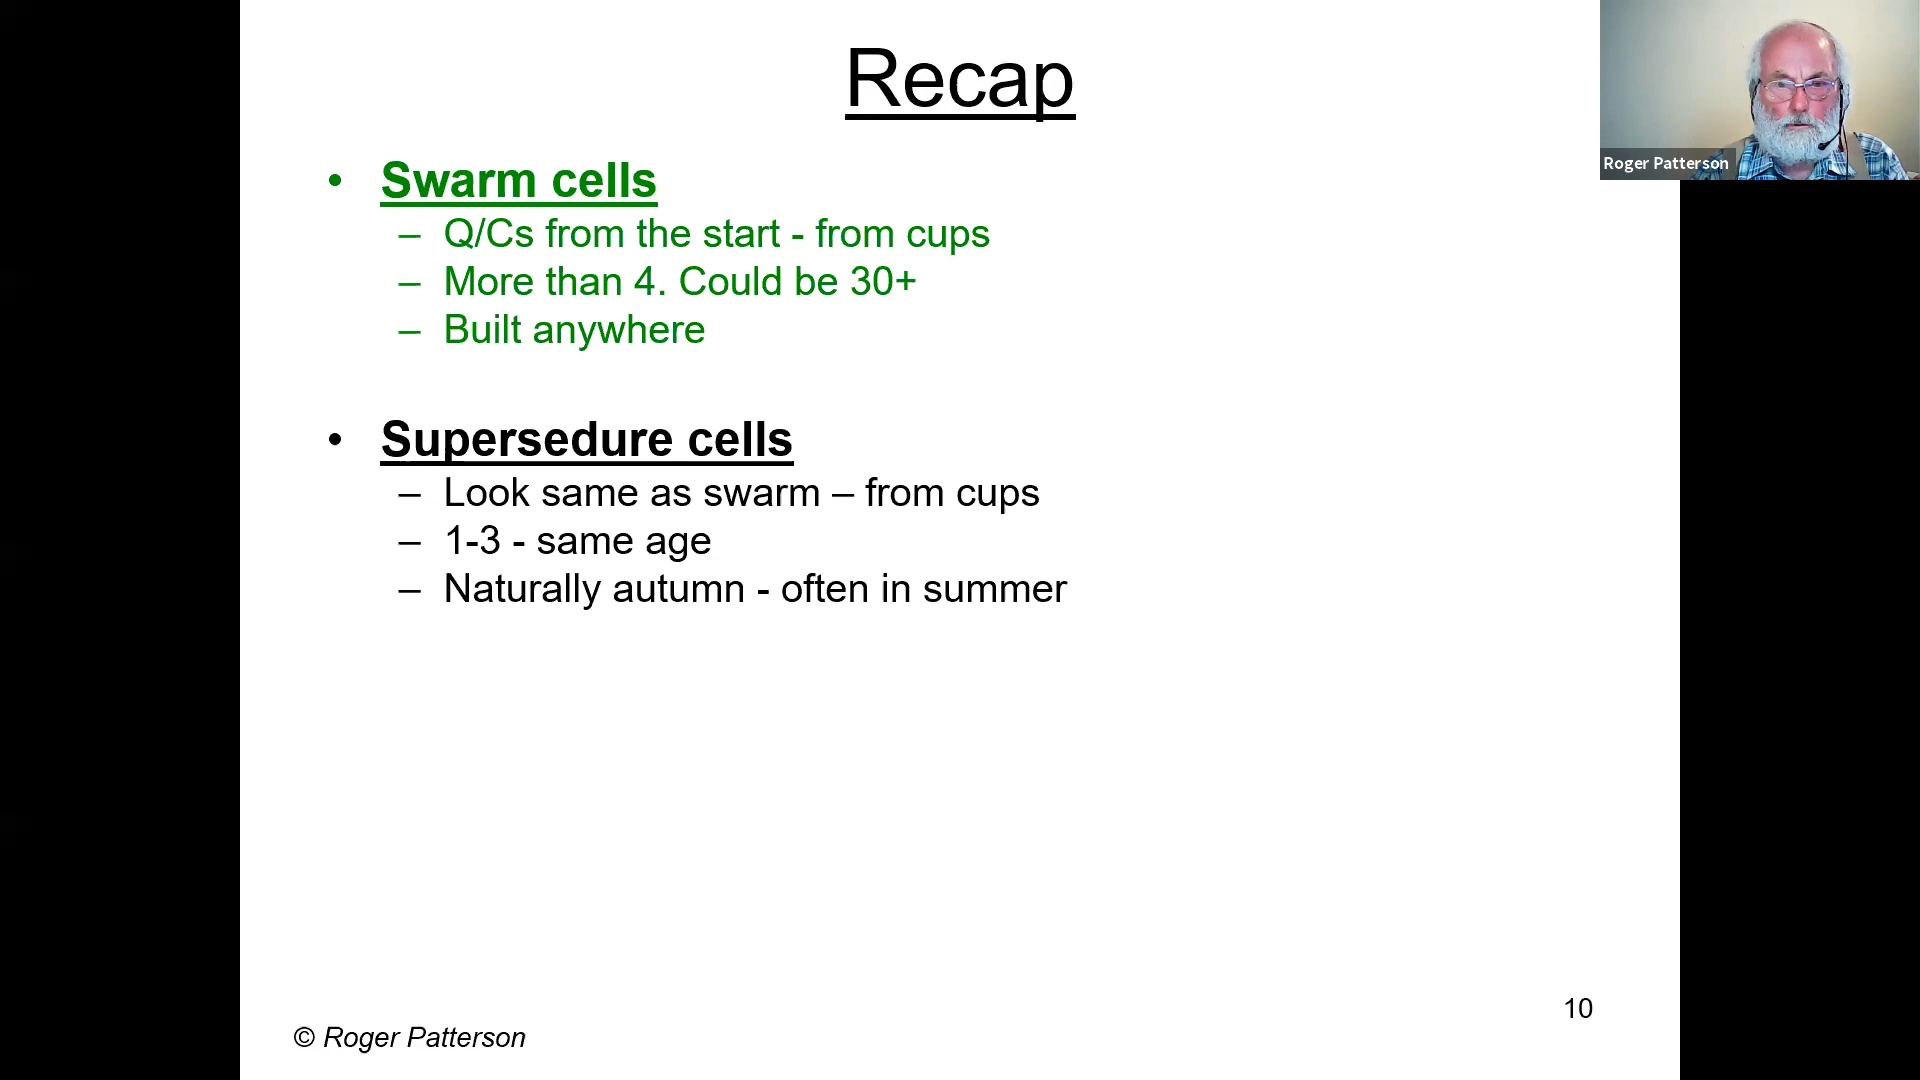 Recap
• Swarm cells
– Q/Cs from the start - from cups
– More than 4. Could be 30+
– Built anywhere
• Supersedure cells
– Look same as swarm – from cups
– 1-3 - same age
– Naturally autumn - often in summer
10
© Roger Patterson
Roger Patterson